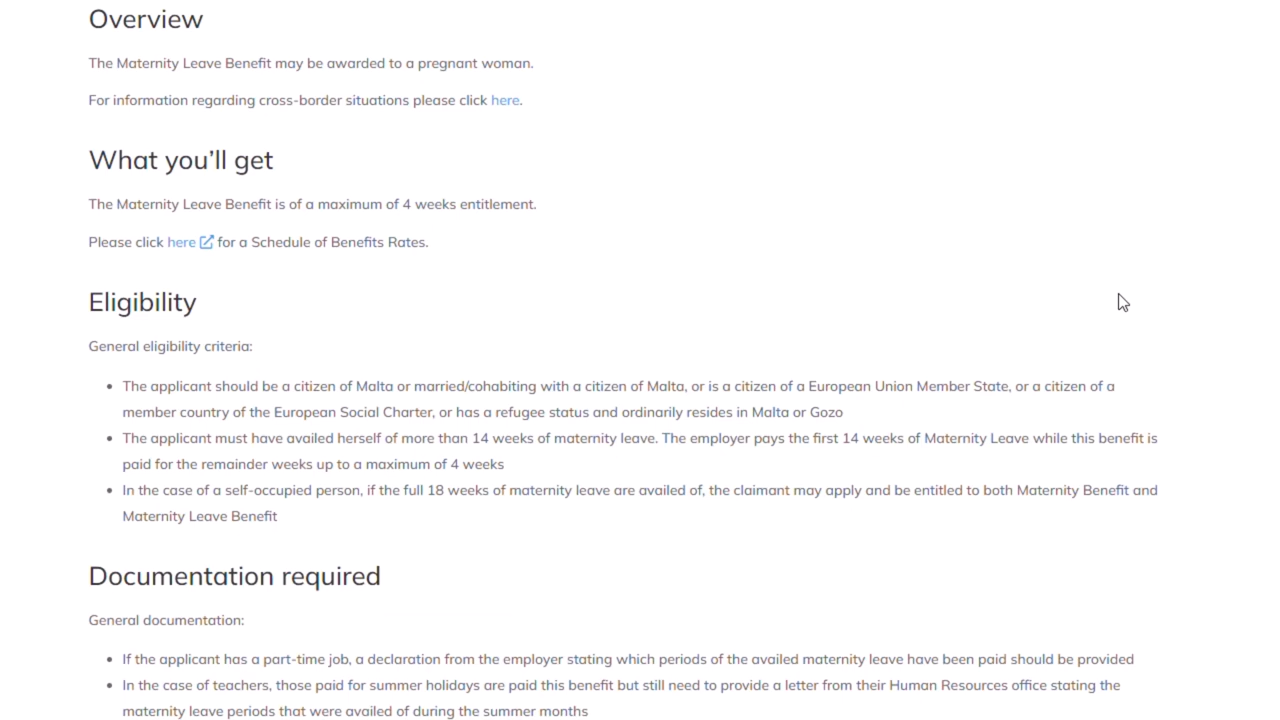 Overview
The Maternity Leave Benefit may be awarded to a pregnant woman.
For information regarding cross-border situations please click here.
What you’ll get
The Maternity Leave Benefit is of a maximum of 4 weeks entitlement.
Please click here for a Schedule of Benefits Rates.
Eligibility
General eligibility criteria:
• The applicant should be a citizen of Malta or married/cohabiting with a citizen of Malta, or is a citizen of a European Union Member State, or a citizen of a
member country of the European Social Charter, or has a refugee status and ordinarily resides in Malta or Gozo
• The applicant must have availed herself of more than 14 weeks of maternity leave. The employer pays the first 14 weeks of Maternity Leave while this benefit is
paid for the remainder weeks up to a maximum of 4 weeks
• In the case of a self-occupied person, if the full 18 weeks of maternity leave are availed of, the claimant may apply and be entitled to both Maternity Benefit and
Maternity Leave Benefit
Documentation required
General documentation:
• If the applicant has a part-time job, a declaration from the employer stating which periods of the availed maternity leave have been paid should be provided
• In the case of teachers, those paid for summer holidays are paid this benefit but still need to provide a letter from their Human Resources office stating the
maternity leave periods that were availed of during the summer months